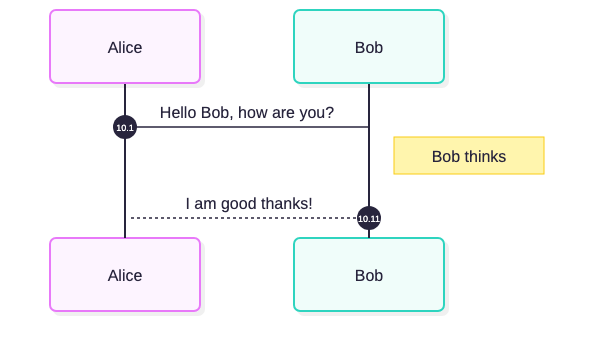 Alice
Bob
Hello Bob, how are you?
10.1
Bob thinks
I am good thanks!
10.11
Alice
Bob